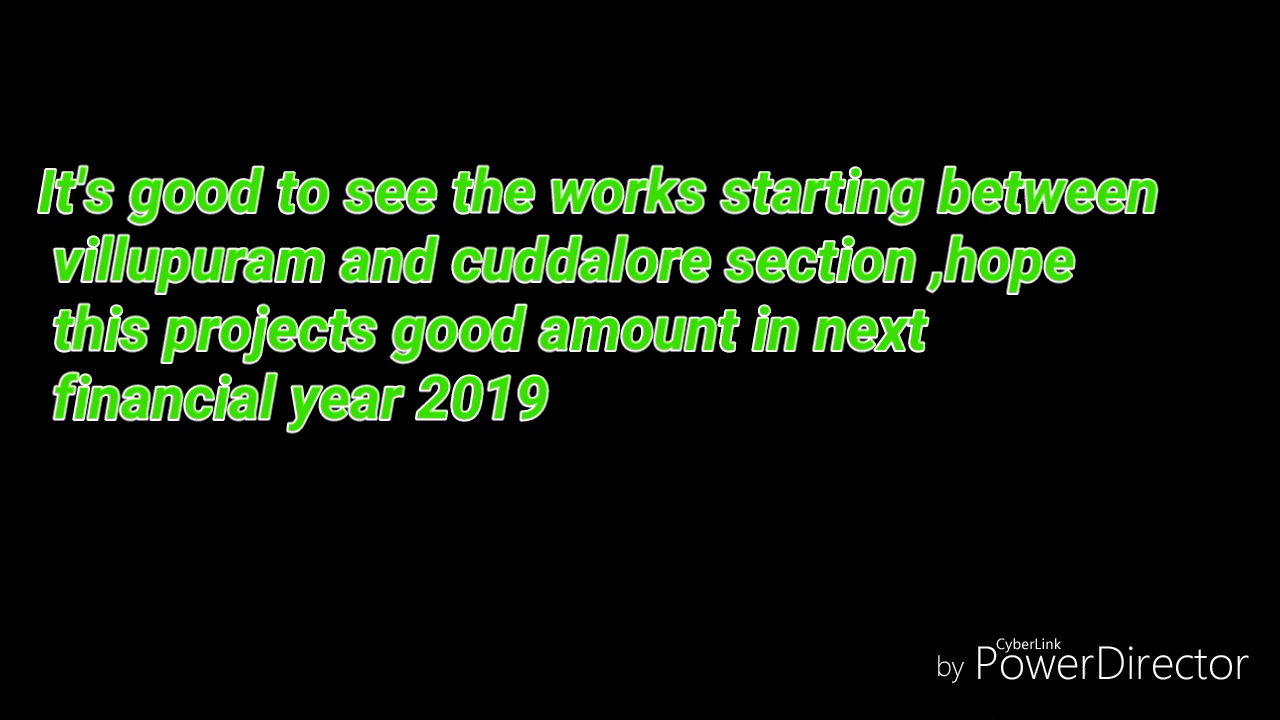 It's good to see the works starting between
villupuram and cuddalore section ,hope
this projects good amount in next
financial year 2019
CyberLink
by PowerDirector